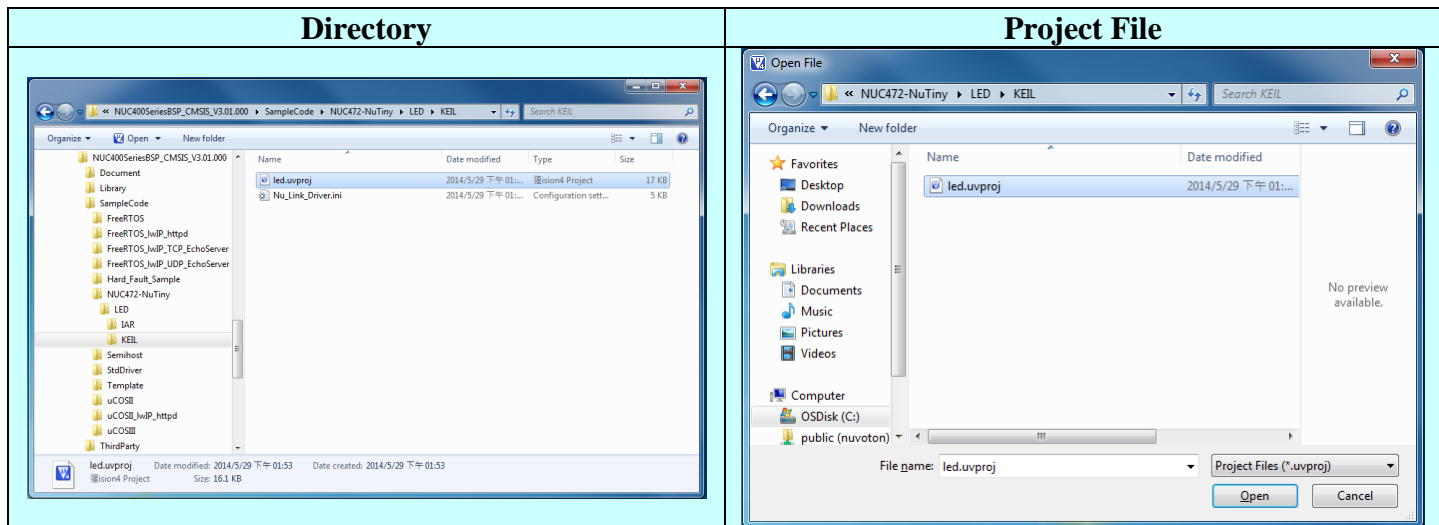 Directory
Project File
« NUC400SeriesBSP_CMSIS_V3.01.000 ▸ SampleCode ▸ NUC472-NuTiny ▸ LED ▸ KEIL
Search KEIL
Organize
Open
New folder
NUC400SeriesBSP_CMSIS_V3.01.000
Document
Library
SampleCode
FreeRTOS
FreeRTOS_lwIP_httpd
FreeRTOS_lwIP_TCP_EchoServer
FreeRTOS_lwIP_UDP_EchoServer
Hard_Fault_Sample
NUC472-NuTiny
LED
IAR
KEIL
Semihost
StdDriver
Template
uCOSII
uCOSII_lwIP_httpd
uCOSIII
ThirdParty
Name Date modified Type Size
led.uvproj 2014/5/29 下午 01:... ision4 Project 17 KB
Nu_Link_Driver.ini 2014/5/29 下午 01:... Configuration sett... 5 KB
led.uvproj Date modified: 2014/5/29 下午 01:53 Date created: 2014/5/29 下午 01:53
ision4 Project Size: 16.1 KB
Open File
« NUC472-NuTiny ▸ LED ▸ KEIL
Search KEIL
Organize
New folder
Favorites
Desktop
Downloads
Recent Places
Libraries
Documents
Music
Pictures
Videos
Computer
OSDisk (C:)
public (nuvoton)
Name Date modified
led.uvproj 2014/5/29 下午 01:...
No preview
available.
File name: led.uvproj
Project Files (*.uvproj)
Open
Cancel